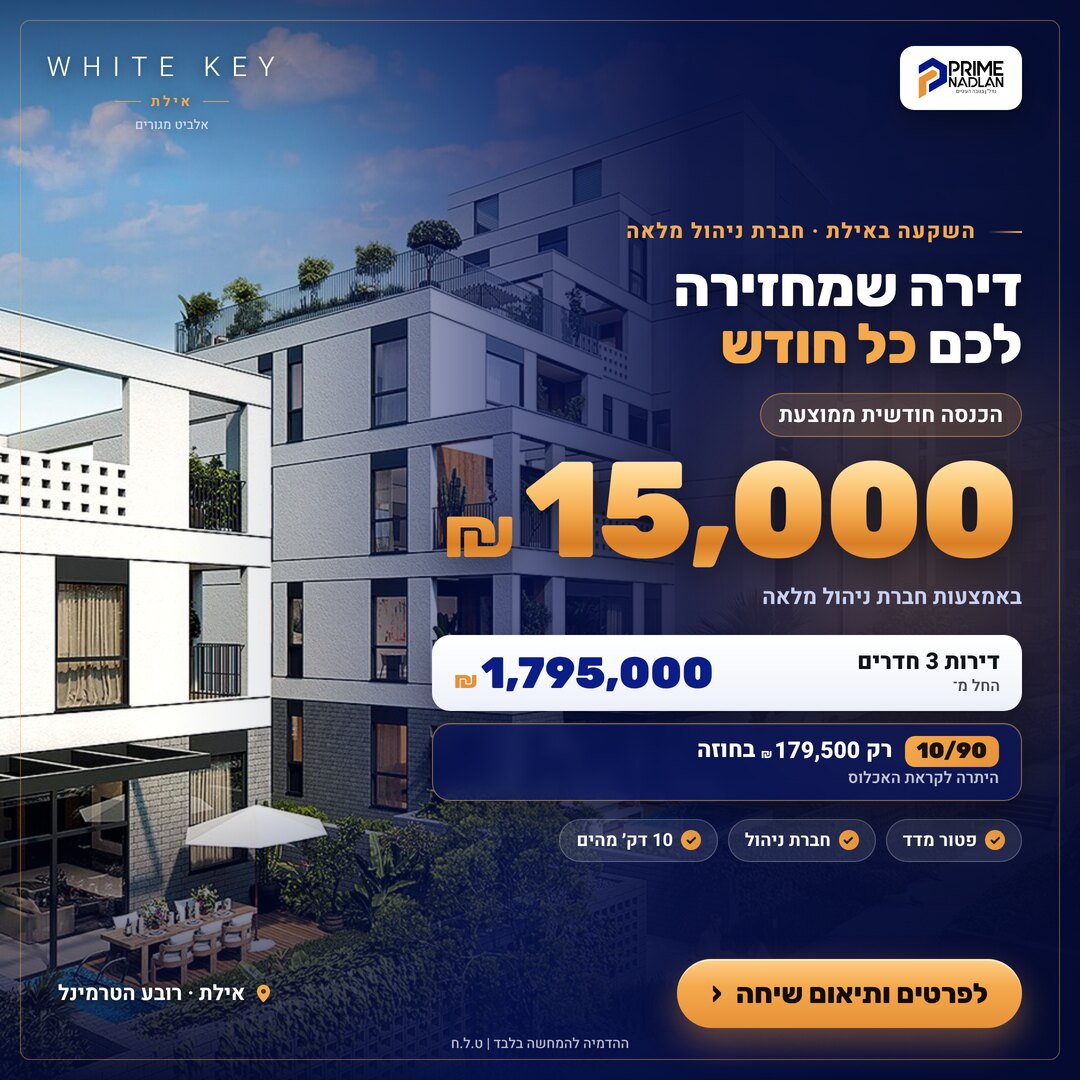 WHITE KEY
אילת
אלביט מגורים
PRIME
NADLAN
השקעה באילת · חברת ניהול מלאה
דירה שמחזירה
לכם כל חודש
הכנסה חודשית ממוצעת
15,000 ₪
באמצעות חברת ניהול מלאה
דירות 3 חדרים
החל מ־
1,795,000 ₪
10/90 רק 179,500 ₪ בחוזה
היתרה לקראת האכלוס
פטור מדד
חברת ניהול
10 דק׳ מהים
אילת · רובע הטרמינל
לפרטים ותיאום שיחה ›
ההדמיה להמחשה בלבד | ט.ל.ח